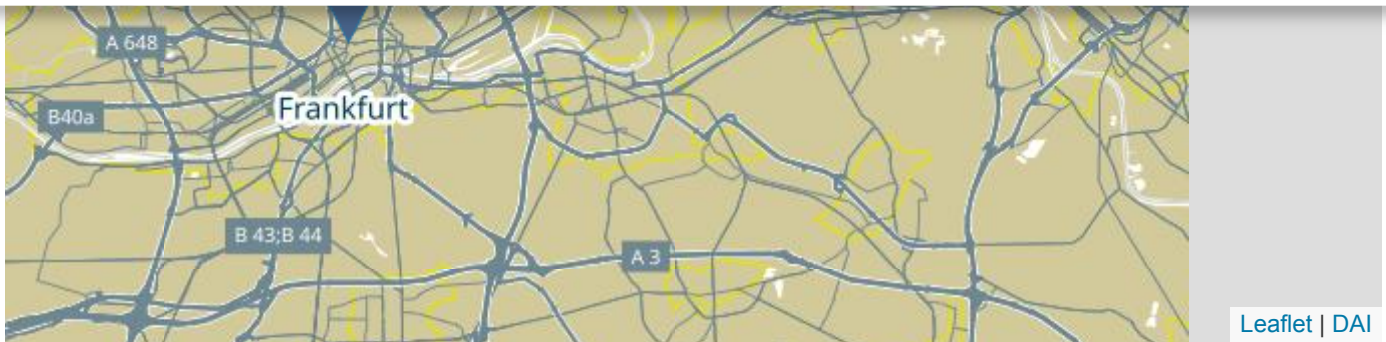 A 648
B40a
Frankfurt
B 43;B 44
A 3
Leaflet | DAI